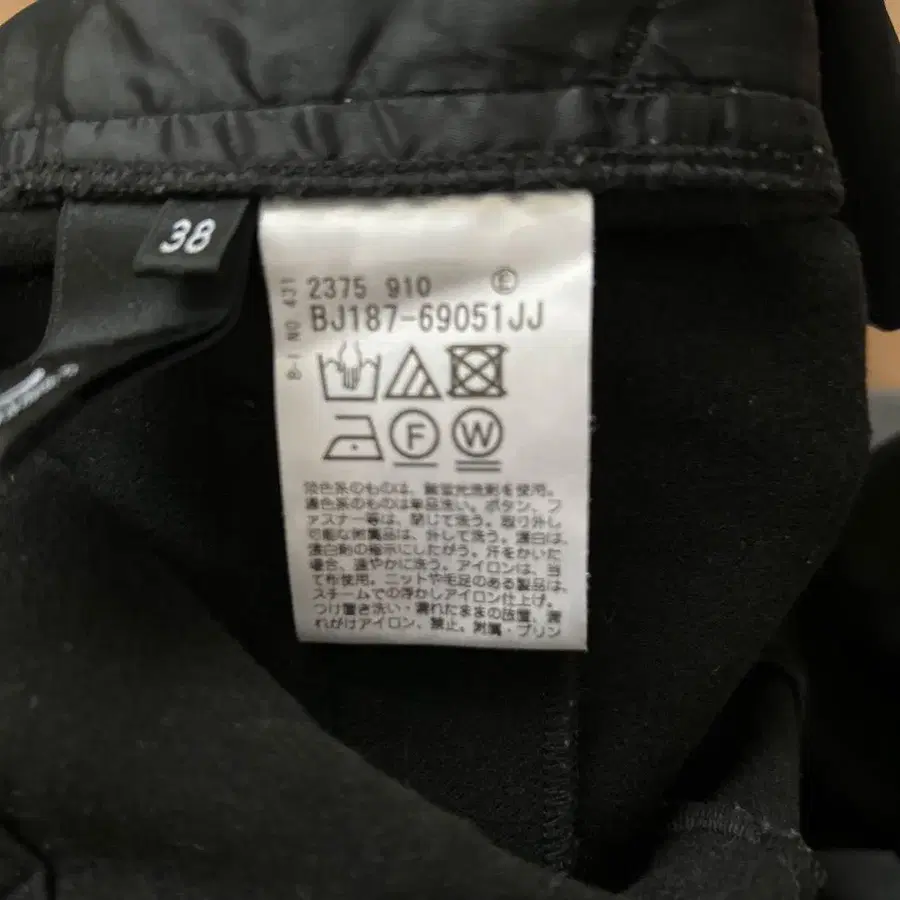 38
2375 910 Ⓔ
BJ187-69051JJ
F W
淡色系のものは、無蛍光洗剤を使用。
濃色系のものは単品洗い。ボタン、フ
ァスナー等は、閉じて洗う。取り外し
可能な附属品は、外して洗う。漂白は、
漂白剤の指示にしたがう。汗をかいた
場合、速やかに洗う。アイロンは、当
て布使用。ニットや毛足のある製品は、
スチームでの浮かしアイロン仕上げ。
つけ置き洗い・濡れたままの放置、濡
れがけアイロン、禁止。附属・プリン